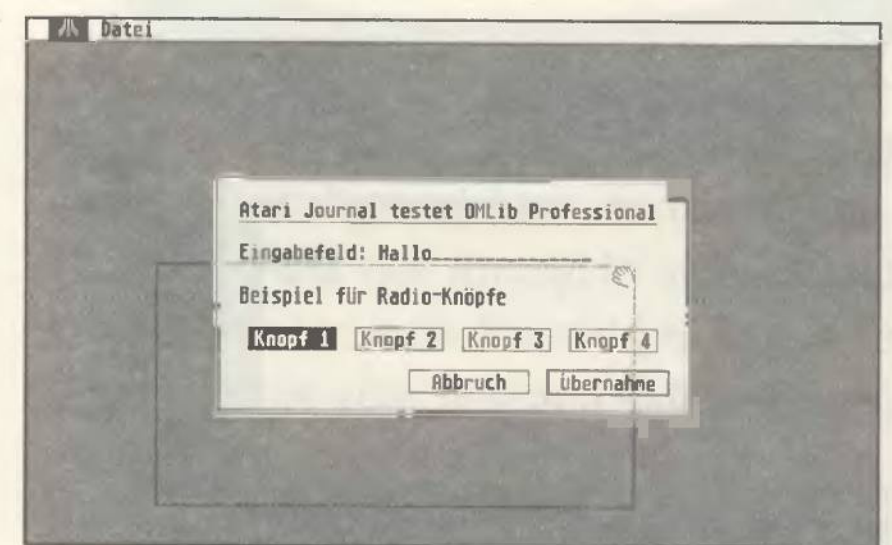 Datei
Atari Journal testet OMLib Professional
Eingabefeld: Hallo_______________
Beispiel für Radio-Knöpfe
Knopf 1 Knopf 2 Knopf 3 Knopf 4
Abbruch Übernahme